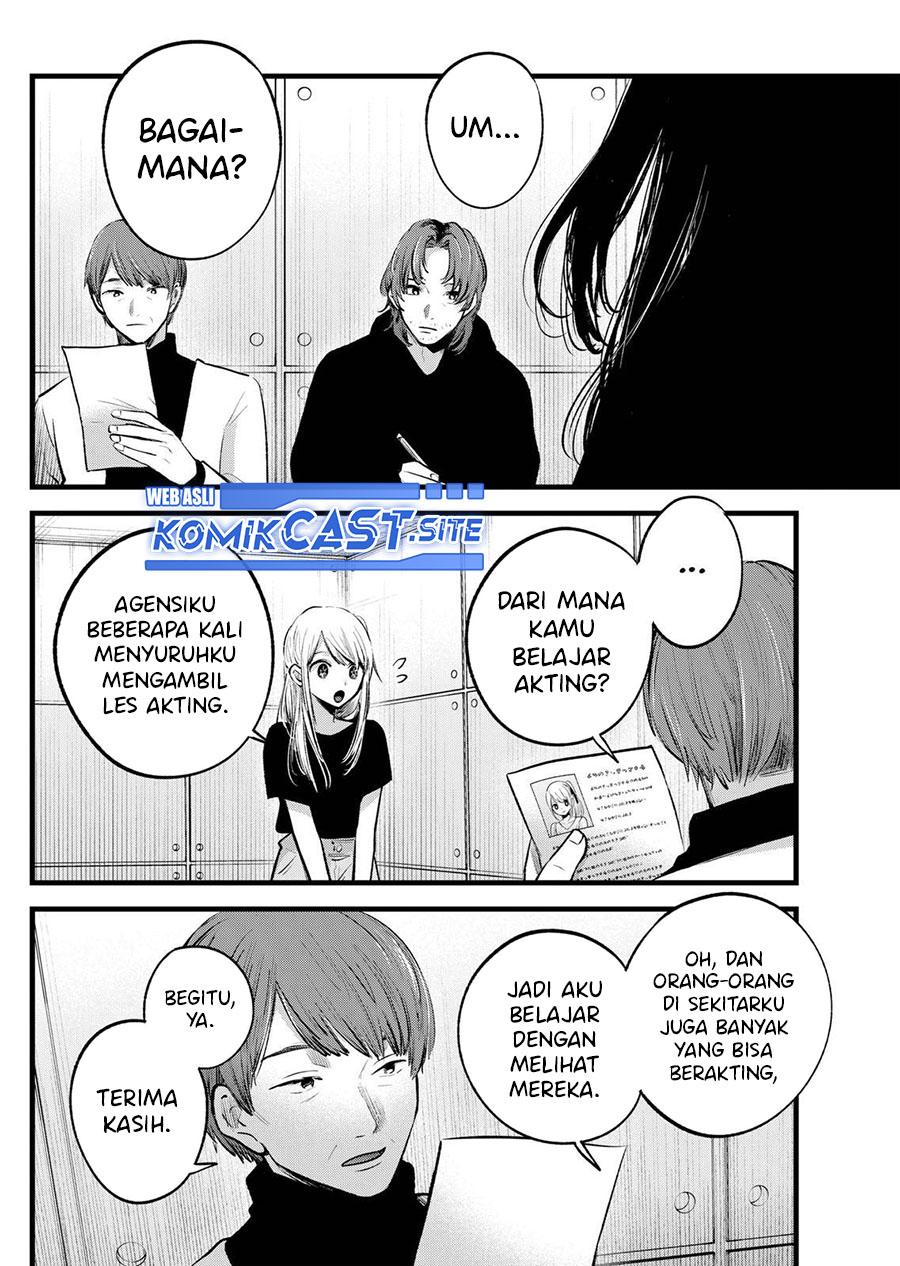 UM...
BAGAI-
MANA?
WEB ASLI
KOMIKCAST.SITE
...
DARI MANA
KAMU
BELAJAR
AKTING?
AGENSIKU
BEBERAPA KALI
MENYURUHKU
MENGAMBIL
LES AKTING.
OH, DAN
ORANG-ORANG
DI SEKITARKU
JUGA BANYAK
YANG BISA
BERAKTING,
JADI AKU
BELAJAR
DENGAN
MELIHAT
MEREKA.
BEGITU,
YA.
TERIMA
KASIH.